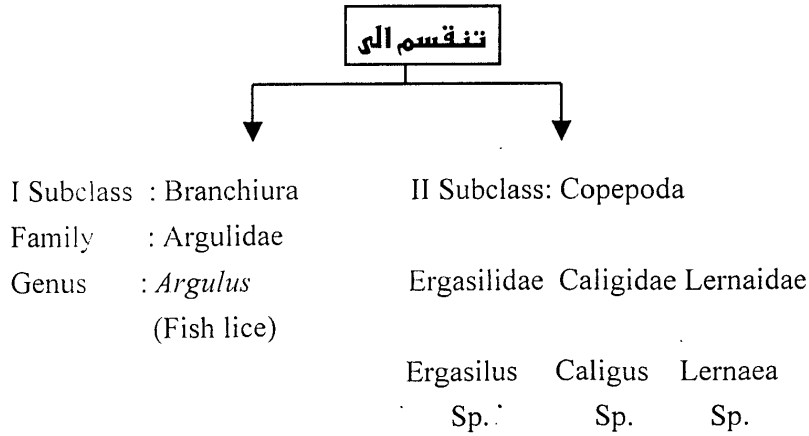 تنقسم الى
I Subclass : Branchiura
Family : Argulidae
Genus : Argulus
(Fish lice)
II Subclass: Copepoda
Ergasilidae Caligidae Lernaidae
Ergasilus Caligus Lernaea
Sp. Sp. Sp.